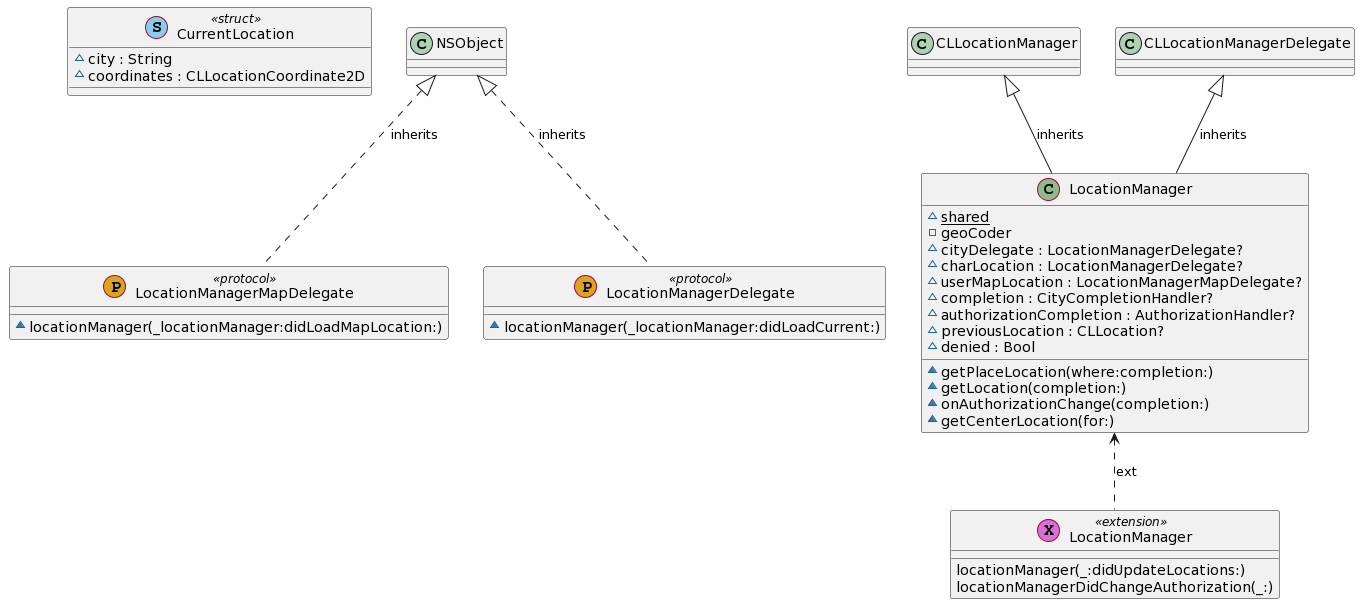 S
«struct»
CurrentLocation
city : String
coordinates : CLLocationCoordinate2D
C NSObject
C CLLocationManager
C CLLocationManagerDelegate
inherits
inherits
inherits
inherits
P
«protocol»
LocationManagerMapDelegate
locationManager(_locationManager:didLoadMapLocation:)
P
«protocol»
LocationManagerDelegate
locationManager(_locationManager:didLoadCurrent:)
C LocationManager
shared
geoCoder
cityDelegate : LocationManagerDelegate?
charLocation : LocationManagerDelegate?
userMapLocation : LocationManagerMapDelegate?
completion : CityCompletionHandler?
authorizationCompletion : AuthorizationHandler?
previousLocation : CLLocation?
denied : Bool
getPlaceLocation(where:completion:)
getLocation(completion:)
onAuthorizationChange(completion:)
getCenterLocation(for:)
ext
X
«extension»
LocationManager
locationManager(_:didUpdateLocations:)
locationManagerDidChangeAuthorization(_:)